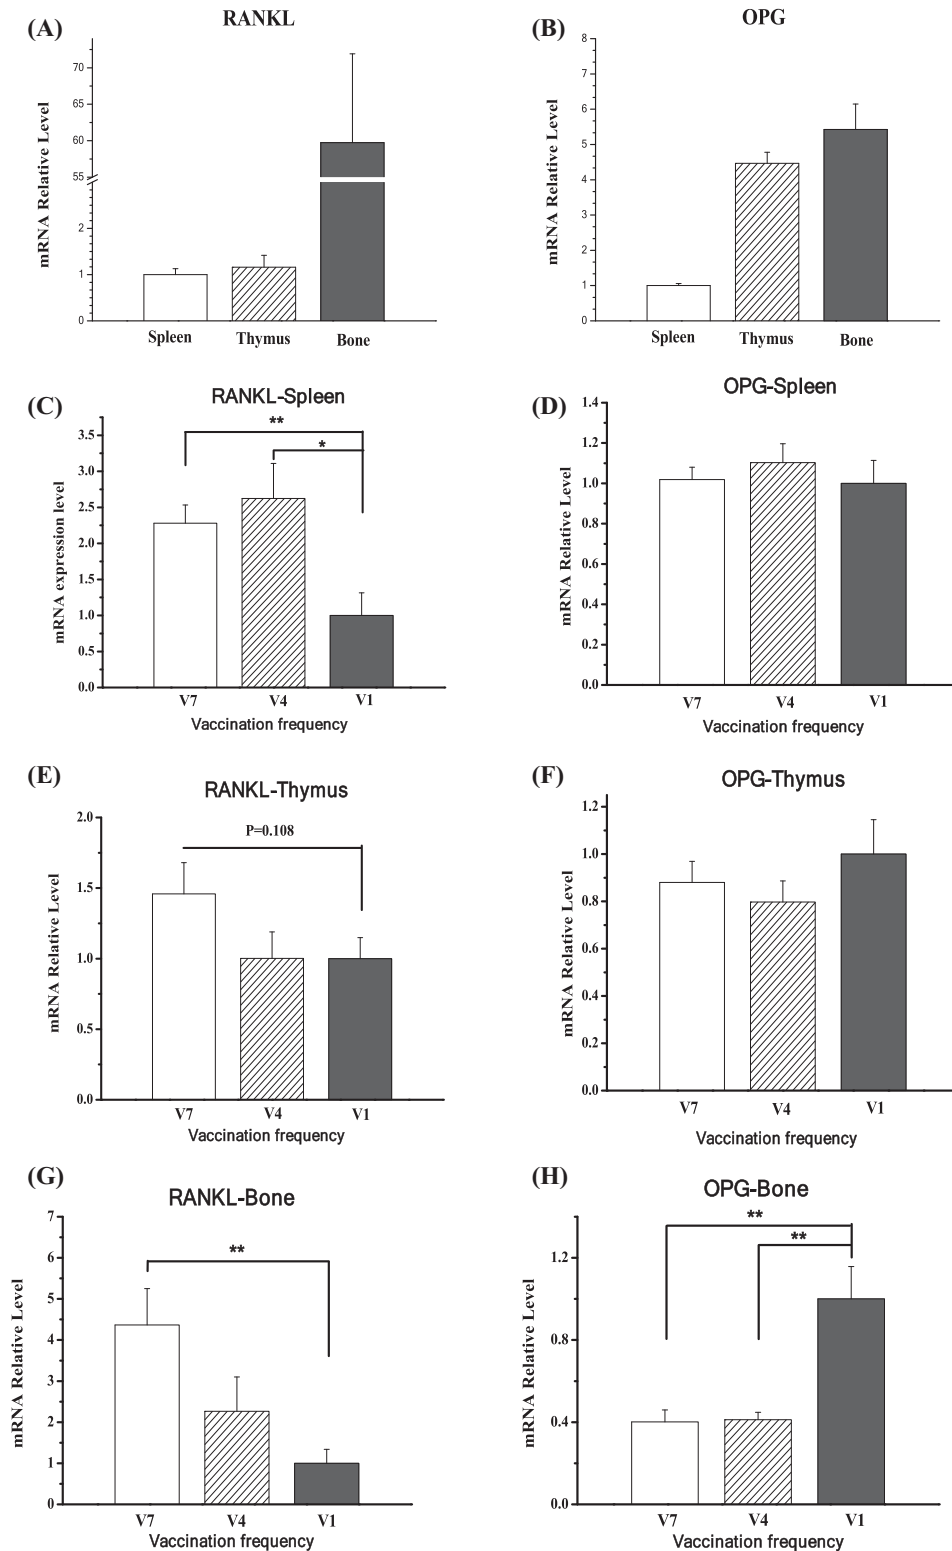 (A)
RANKL
mRNA Relative Level
70
65
60
55
2
1
0
Spleen Thymus Bone
(B)
OPG
mRNA Relative Level
8
7
6
5
4
3
2
1
0
Spleen Thymus Bone
(C)
RANKL-Spleen
mRNA expression level
3.5
3.0
2.5
2.0
1.5
1.0
0.5
0.0
**
*
V7 V4 V1
Vaccination frequency
(D)
OPG-Spleen
mRNA Relative Level
1.4
1.2
1.0
0.8
0.6
0.4
0.2
0.0
V7 V4 V1
Vaccination frequency
(E)
RANKL-Thymus
mRNA Relative Level
2.0
1.5
1.0
0.5
0.0
P=0.108
V7 V4 V1
Vaccination frequency
(F)
OPG-Thymus
mRNA Relative Level
1.2
1.0
0.8
0.6
0.4
0.2
0.0
V7 V4 V1
Vaccination frequency
(G)
RANKL-Bone
mRNA Relative Level
7
6
5
4
3
2
1
0
**
V7 V4 V1
Vaccination frequency
(H)
OPG-Bone
mRNA Relative Level
1.2
0.8
0.4
0.0
**
**
V7 V4 V1
Vaccination frequency